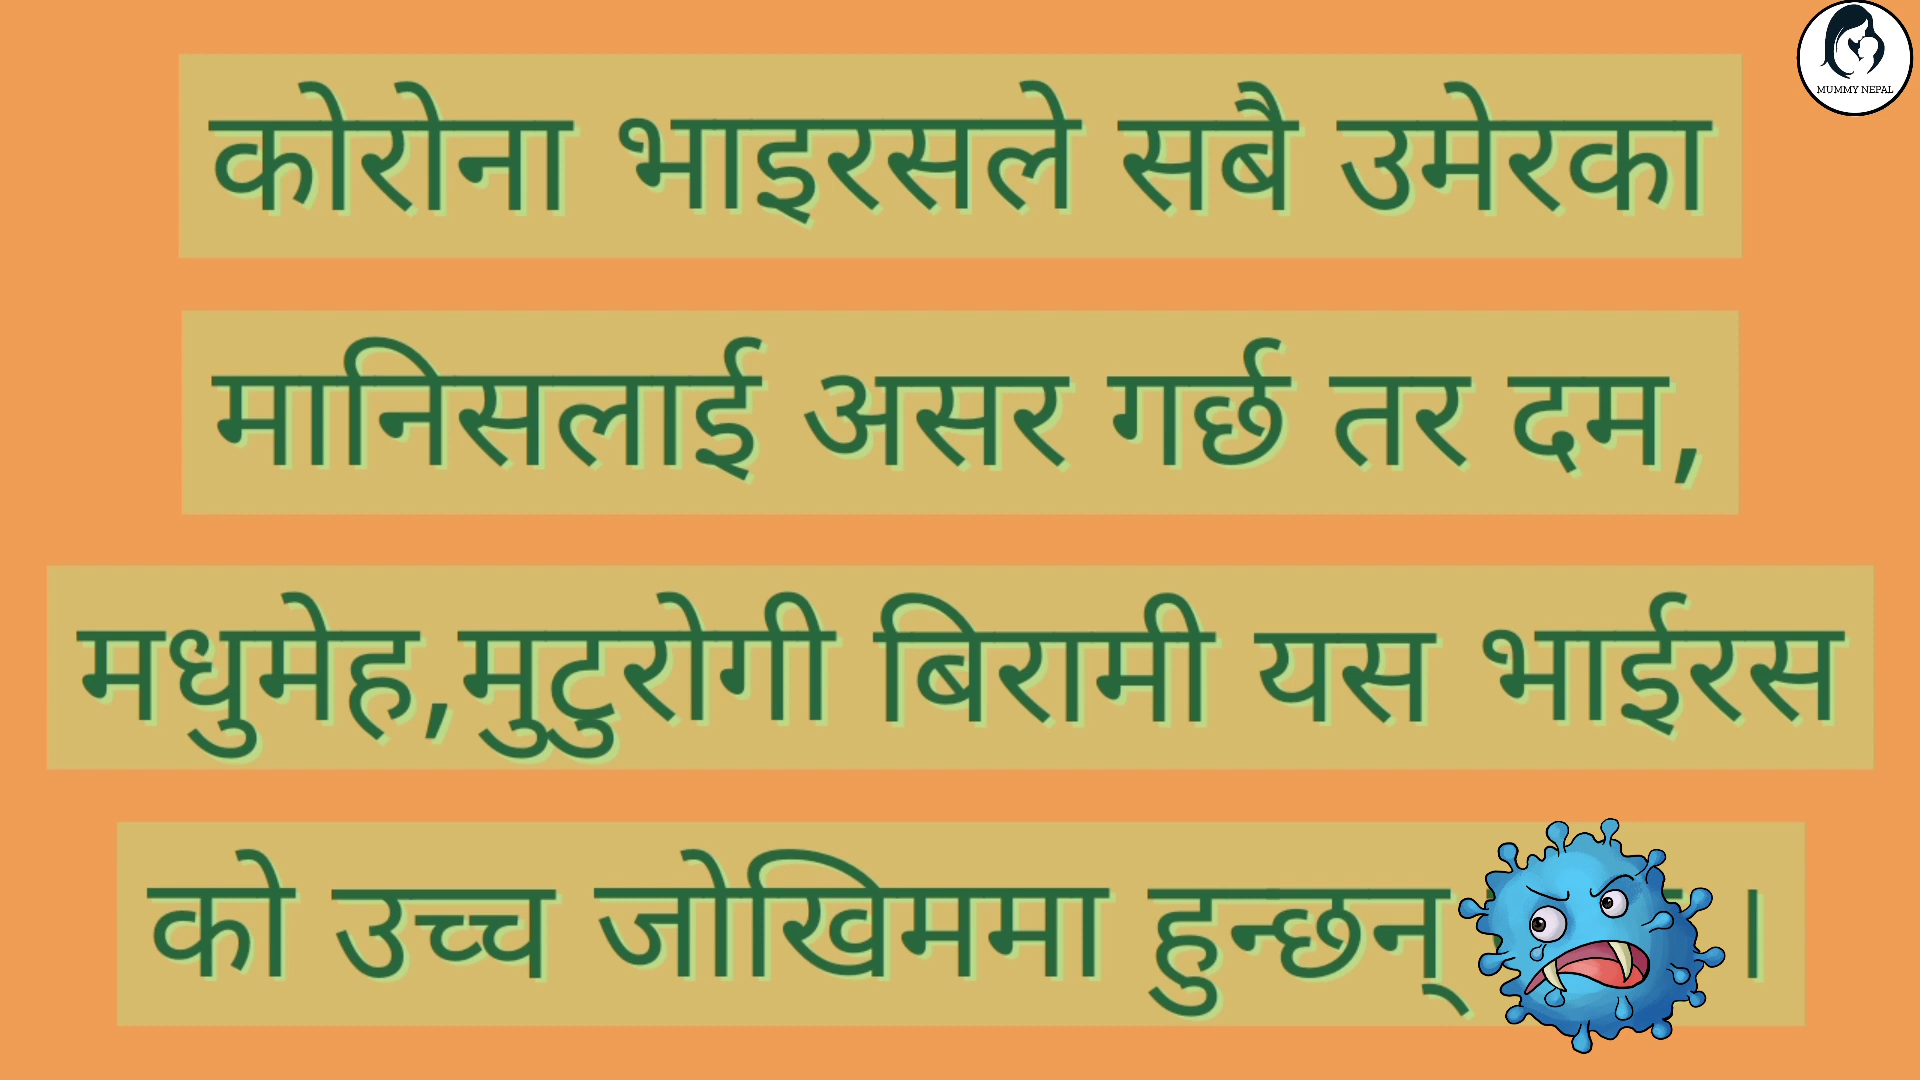 MUMMY NEPAL
कोरोना भाइरसले सबै उमेरका
मानिसलाई असर गर्छ तर दम,
मधुमेह,मुटुरोगी बिरामी यस भाईरस
को उच्च जोखिममा हुन्छन् ।